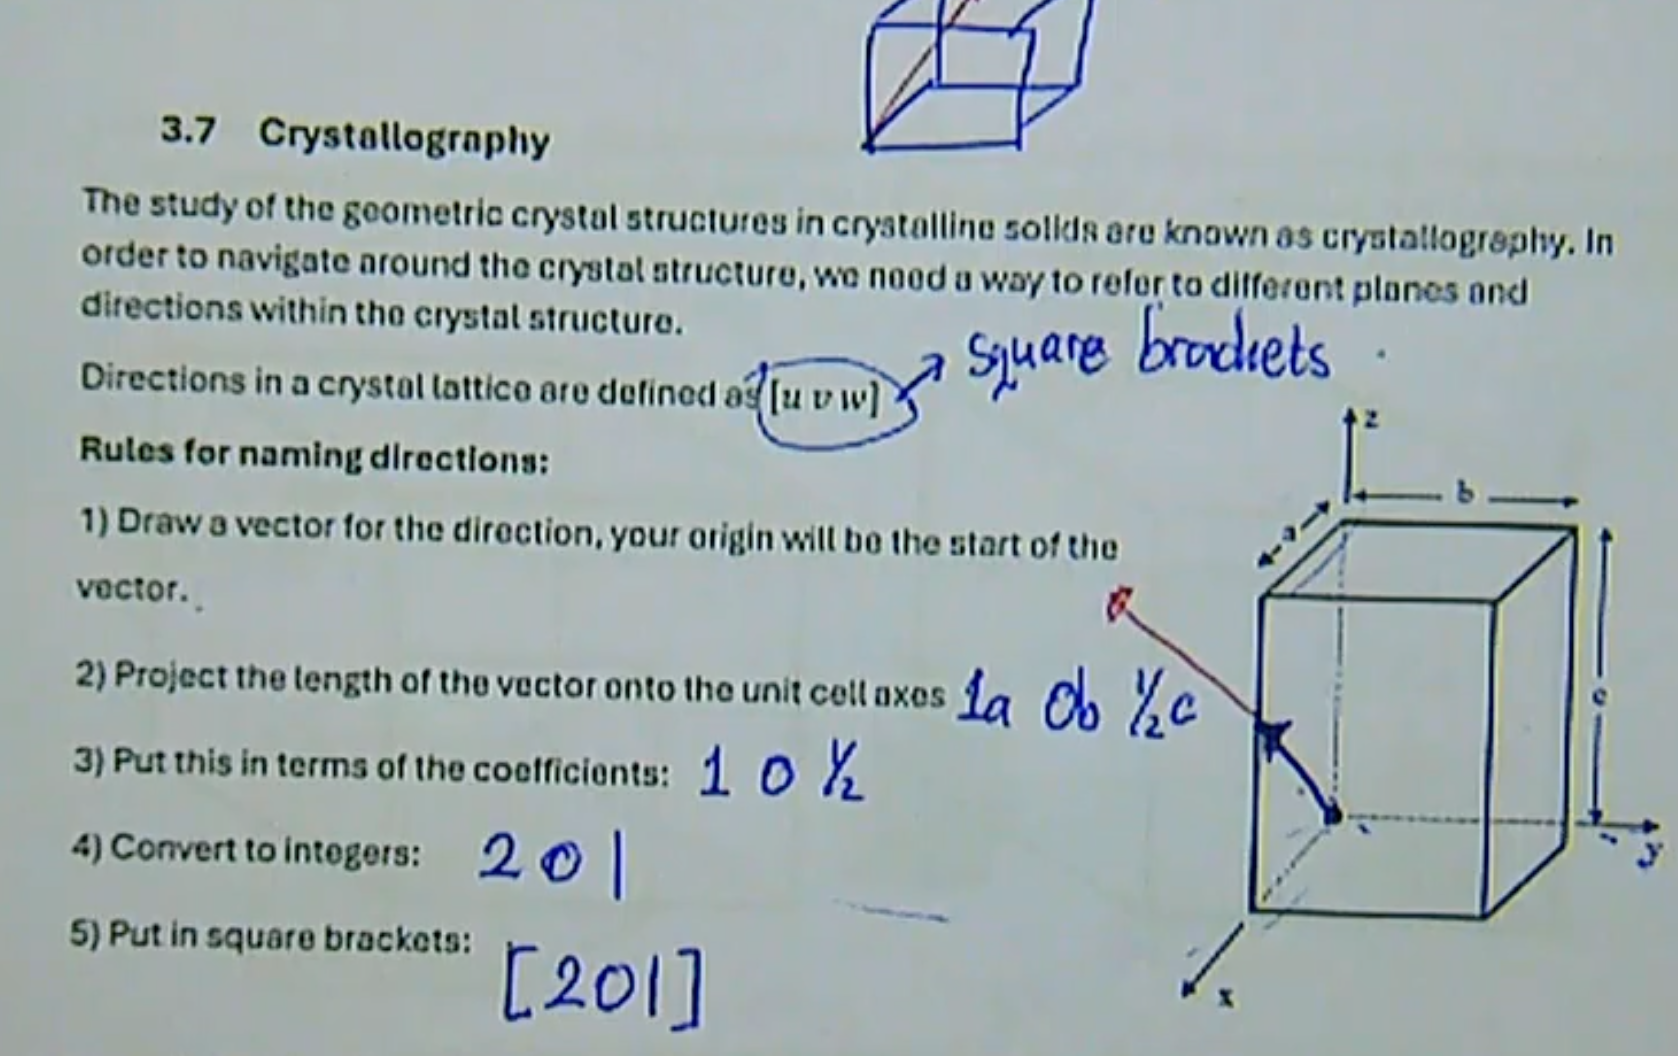 3.7 Crystallography
The study of the geometric crystal structures in crystalline solids are known as crystallography. In
order to navigate around the crystal structure, we need a way to refer to different planes and
directions within the crystal structure.
square brackets
Directions in a crystal lattice are defined as [u v w]
Rules for naming directions:
1) Draw a vector for the direction, your origin will be the start of the
vector.
2) Project the length of the vector onto the unit cell axes 1a 0b ½c
3) Put this in terms of the coefficients: 1 0 ½
4) Convert to integers: 2 0 1
5) Put in square brackets: [201]
z
b
a
c
y
x